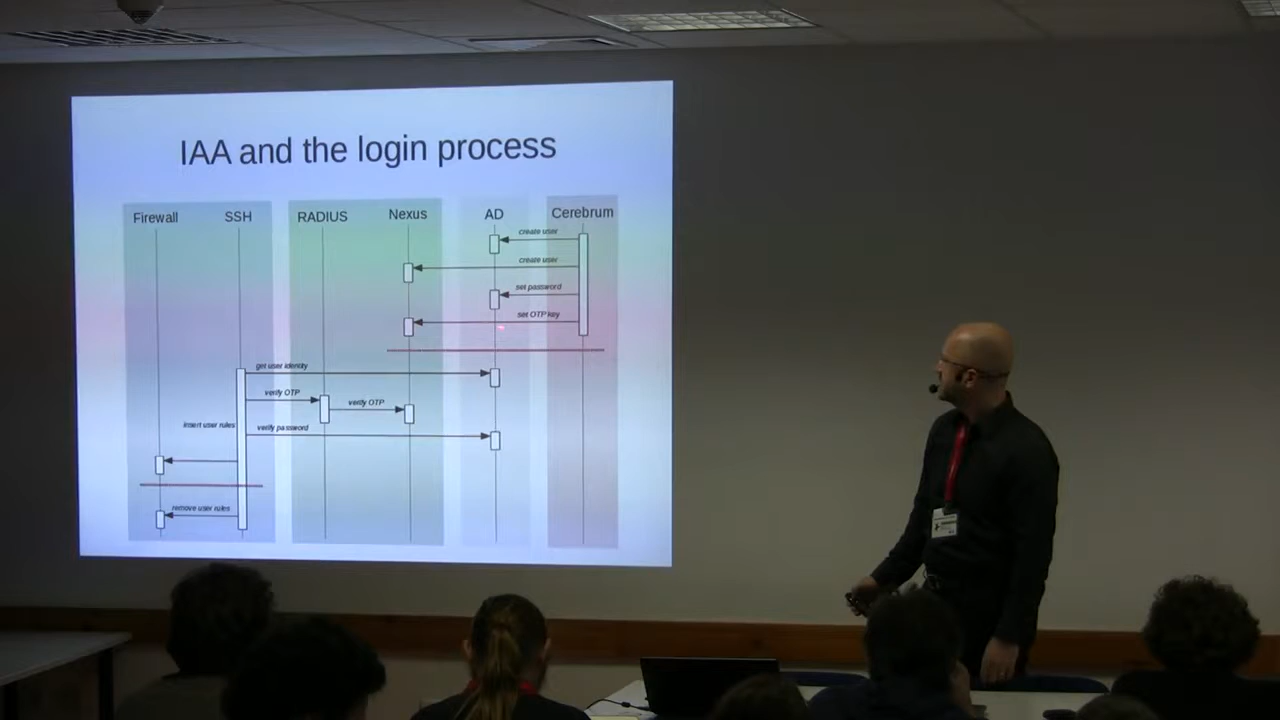 IAA and the login process
Firewall SSH RADIUS Nexus AD Cerebrum
create user
create user
set password
set OTP key
get user identity
verify OTP
verify OTP
insert user rules
verify password
remove user rules